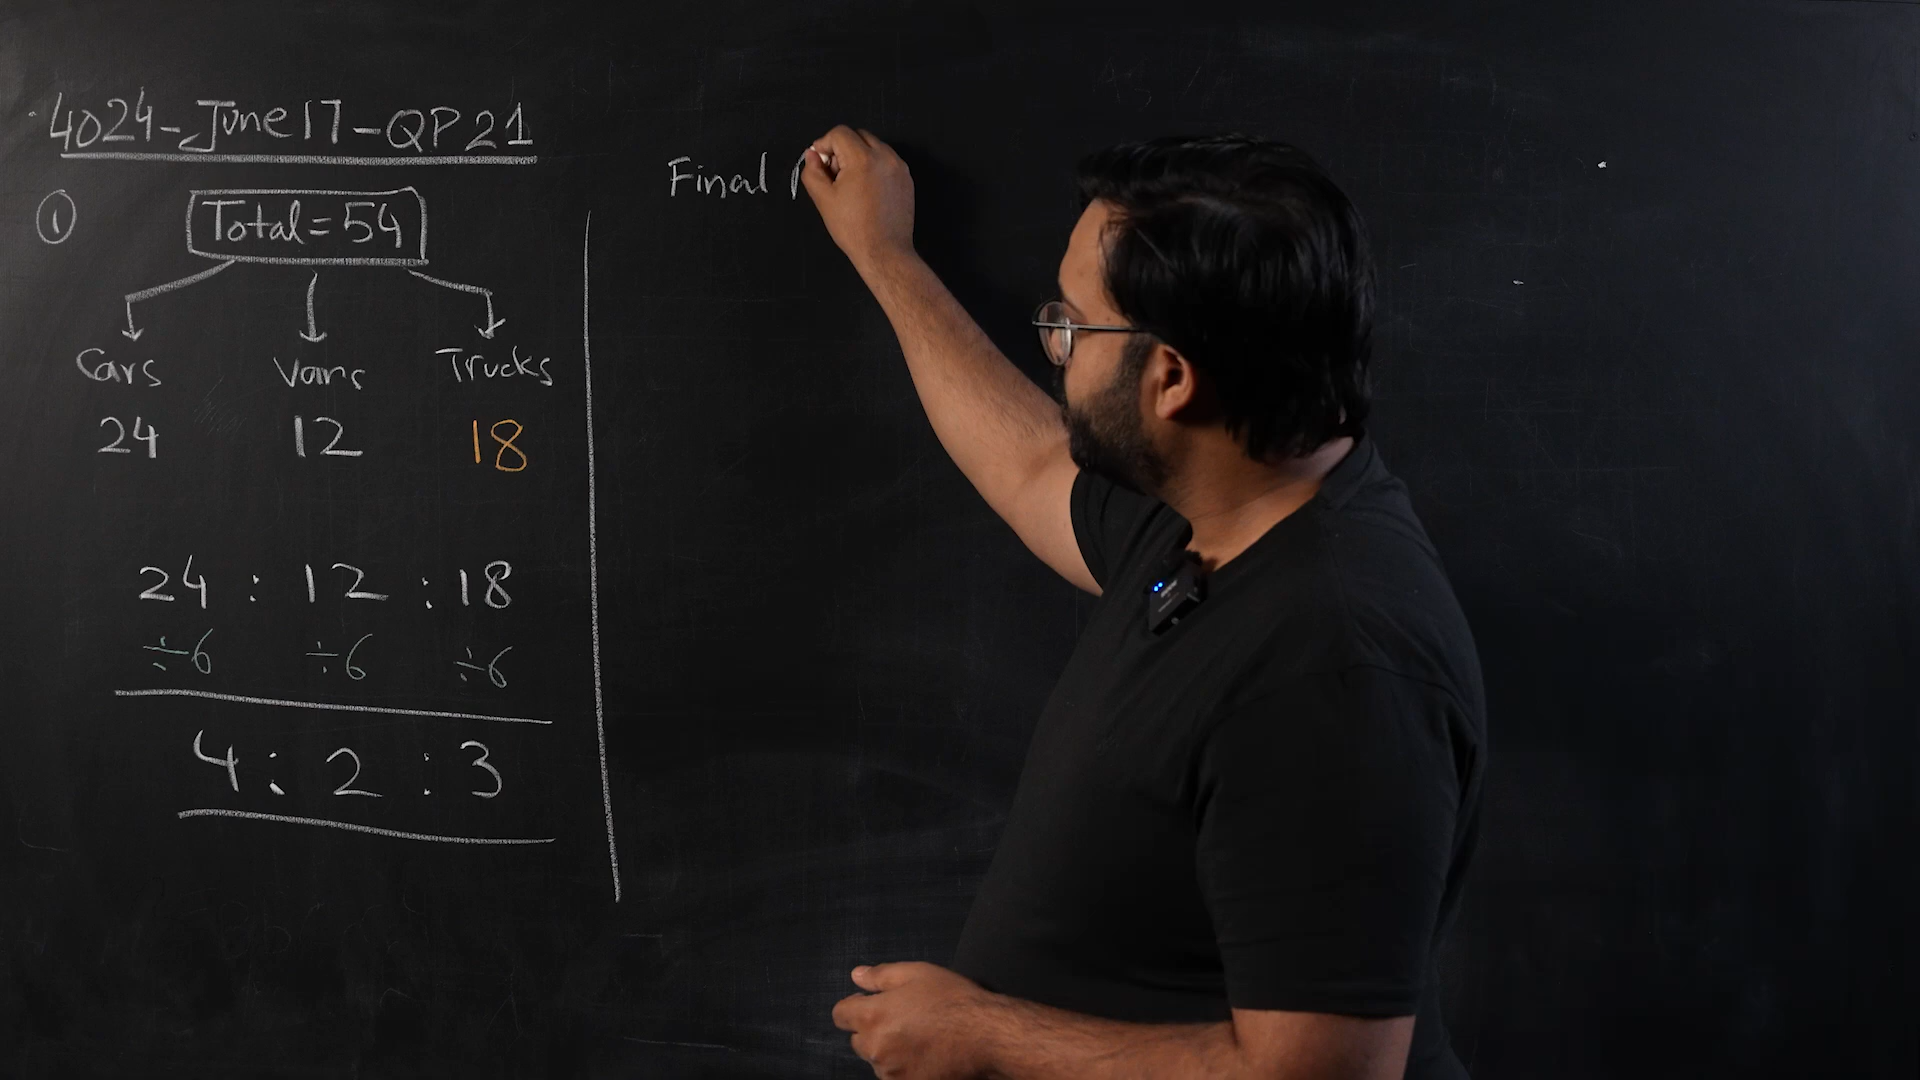 4024-June17-QP21
① Total=54
Cars Vans Trucks
24 12 18
24 : 12 : 18
÷6 ÷6 ÷6
4 : 2 : 3
Final